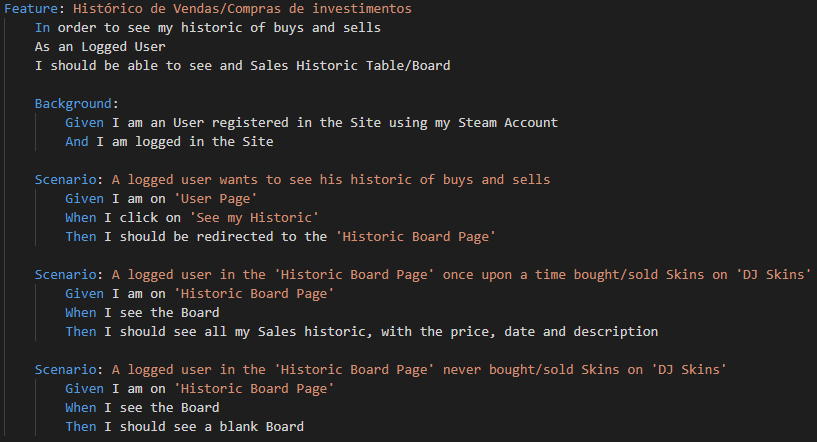 Feature: Histórico de Vendas/Compras de investimentos
In order to see my historic of buys and sells
As an Logged User
I should be able to see and Sales Historic Table/Board
Background:
Given I am an User registered in the Site using my Steam Account
And I am logged in the Site
Scenario: A logged user wants to see his historic of buys and sells
Given I am on 'User Page'
When I click on 'See my Historic'
Then I should be redirected to the 'Historic Board Page'
Scenario: A logged user in the 'Historic Board Page' once upon a time bought/sold Skins on 'DJ Skins'
Given I am on 'Historic Board Page'
When I see the Board
Then I should see all my Sales historic, with the price, date and description
Scenario: A logged user in the 'Historic Board Page' never bought/sold Skins on 'DJ Skins'
Given I am on 'Historic Board Page'
When I see the Board
Then I should see a blank Board